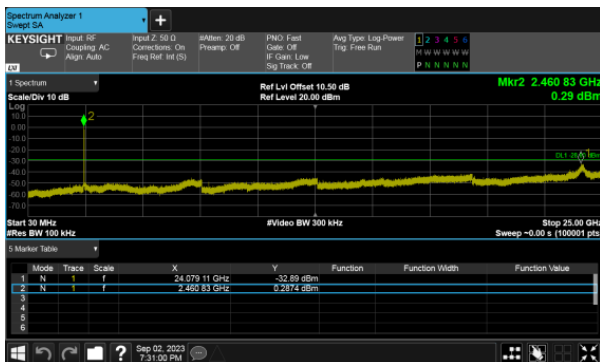 Spectrum Analyzer 1
Swept SA
KEYSIGHT
Input: RF
Coupling: AC
Align: Auto
Input Z: 50 Ω
Corrections: On
Freq Ref: Int (S)
#Atten: 20 dB
Preamp: Off
PNO: Fast
Gate: Off
IF Gain: Low
Sig Track: Off
Avg Type: Log-Power
Trig: Free Run
1 2 3 4 5 6
M W W W W W
P N N N N N
LXI
1 Spectrum
Scale/Div 10 dB
Ref Lvl Offset 10.50 dB
Ref Level 20.00 dBm
Mkr2 2.460 83 GHz
0.29 dBm
Log
10.0
0.00
-10.0
-20.0
-30.0
-40.0
-50.0
-60.0
-70.0
2
1
Start 30 MHz
#Res BW 100 kHz
#Video BW 300 kHz
Stop 25.00 GHz
Sweep ~0.00 s (100001 pts)
5 Marker Table
Mode Trace Scale X Y Function Function Width Function Value
1 N 1 f 24.079 11 GHz -32.89 dBm
2 N 1 f 2.460 83 GHz 0.2874 dBm
3
4
5
6
Sep 02, 2023
7:31:00 PM